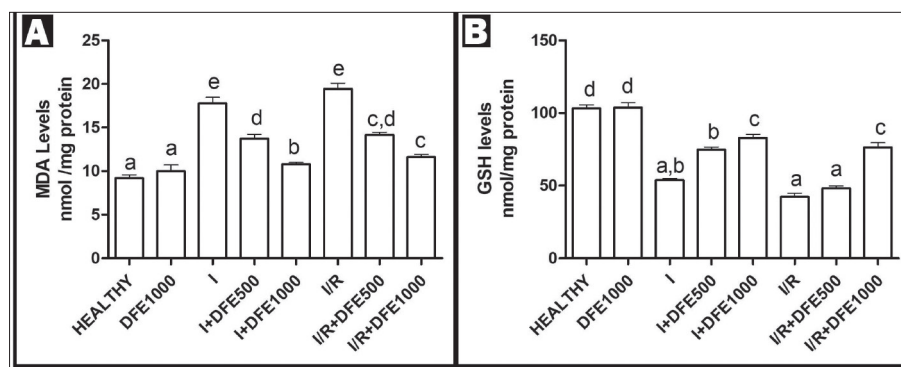 A
MDA Levels
nmol /mg protein
25
20
15
10
5
0
a
a
e
d
b
e
c,d
c
HEALTHY
DFE1000
I
I+DFE500
I+DFE1000
I/R
I/R+DFE500
I/R+DFE1000
B
GSH levels
nmol/mg protein
150
100
50
0
d
d
a,b
b
c
a
a
c
HEALTHY
DFE1000
I
I+DFE500
I+DFE1000
I/R
I/R+DFE500
I/R+DFE1000